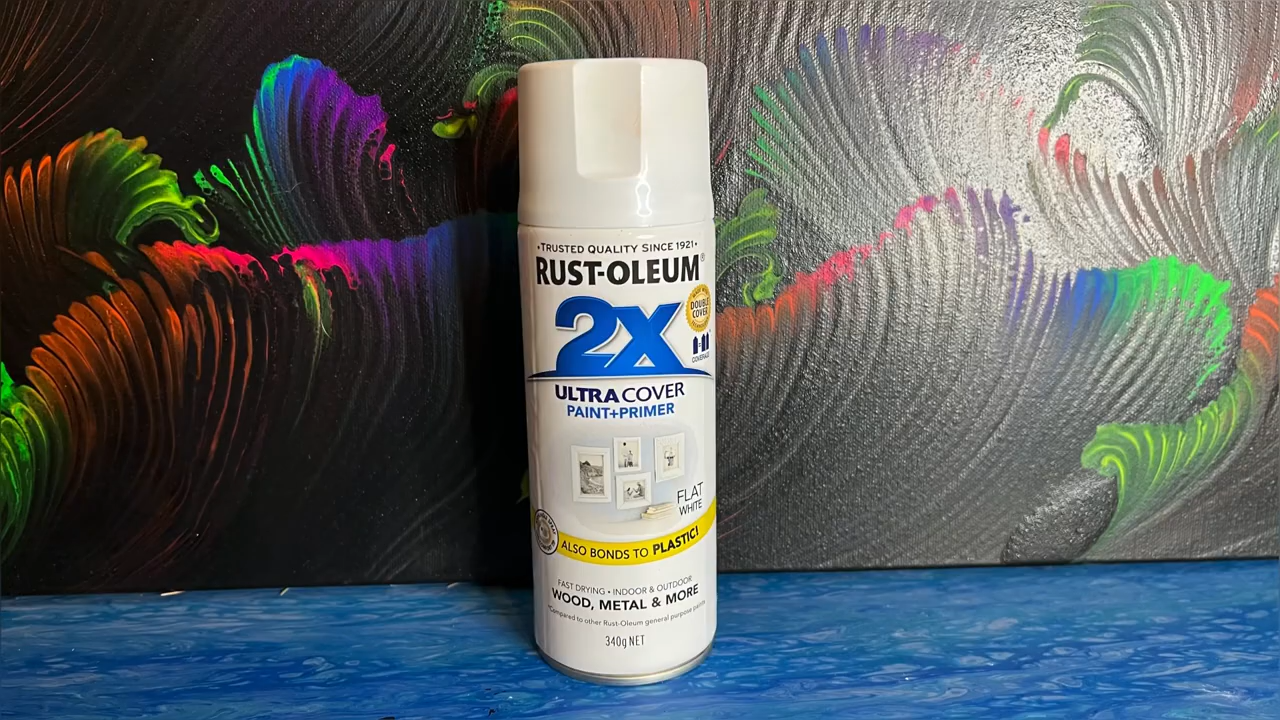 •TRUSTED QUALITY SINCE 1921•
RUST-OLEUM®
2X
DOUBLE
COVER
COVERAGE
ULTRA COVER
PAINT+PRIMER
FLAT
WHITE
ALSO BONDS TO PLASTIC!
FAST DRYING • INDOOR & OUTDOOR
WOOD, METAL & MORE
*Compared to other Rust-Oleum general purpose paints
340g NET